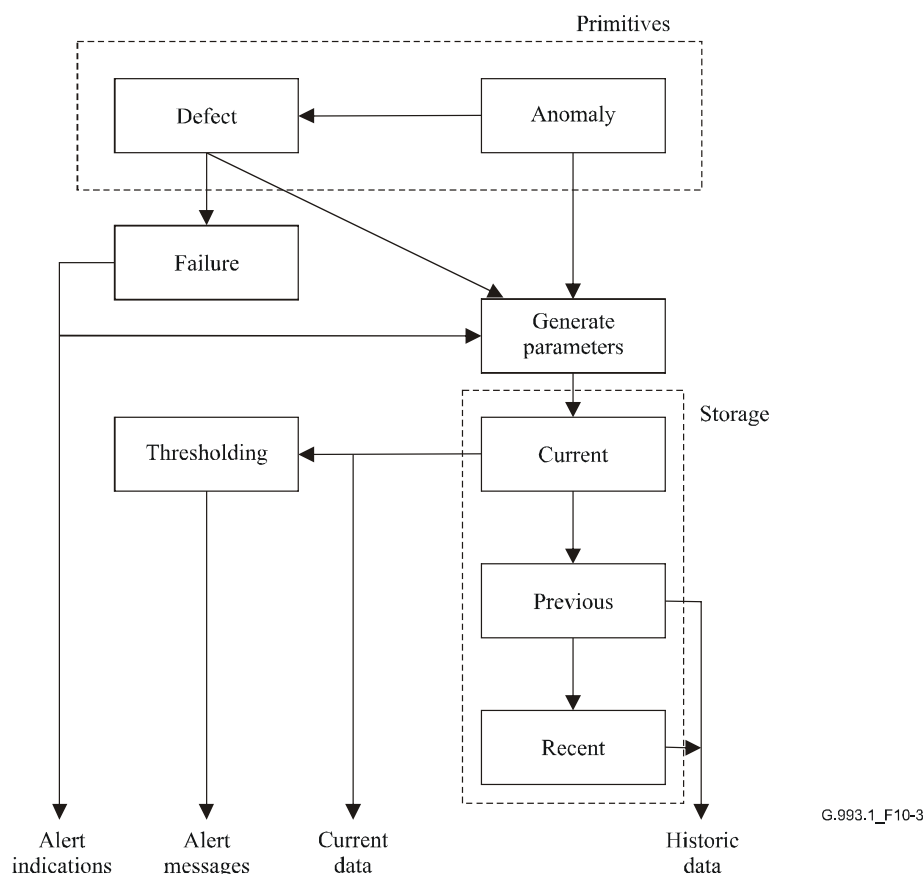 Primitives
Defect
Anomaly
Failure
Generate
parameters
Storage
Thresholding
Current
Previous
Recent
G.993.1_F10-3
Alert
indications
Alert
messages
Current
data
Historic
data